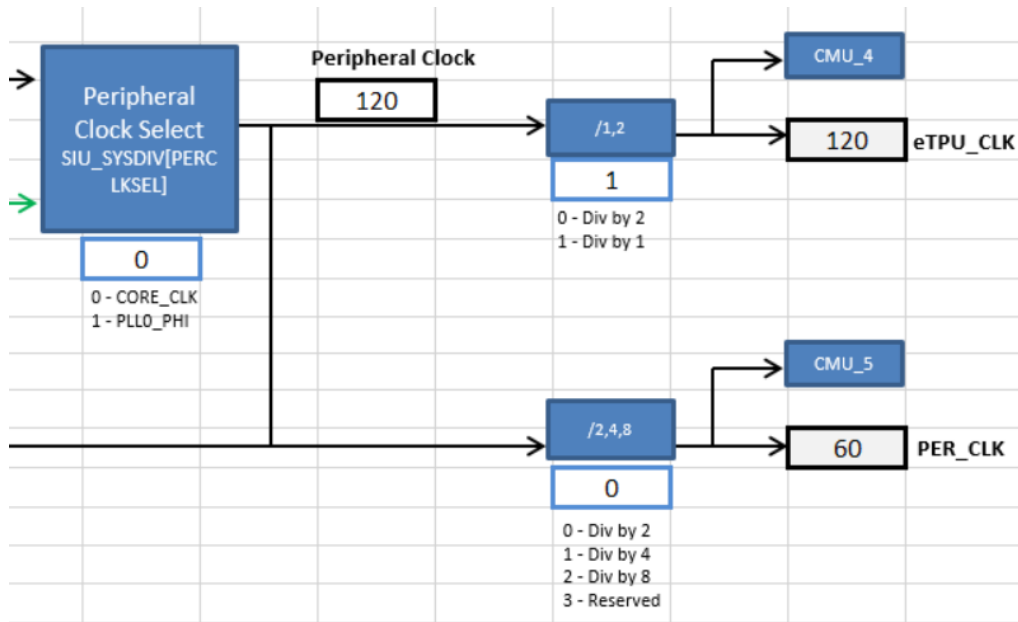 Peripheral
Clock Select
SIU_SYSDIV[PERC
LKSEL]
0
0 - CORE_CLK
1 - PLL0_PHI
Peripheral Clock
120
/1,2
1
0 - Div by 2
1 - Div by 1
CMU_4
120
eTPU_CLK
/2,4,8
0
0 - Div by 2
1 - Div by 4
2 - Div by 8
3 - Reserved
CMU_5
60
PER_CLK